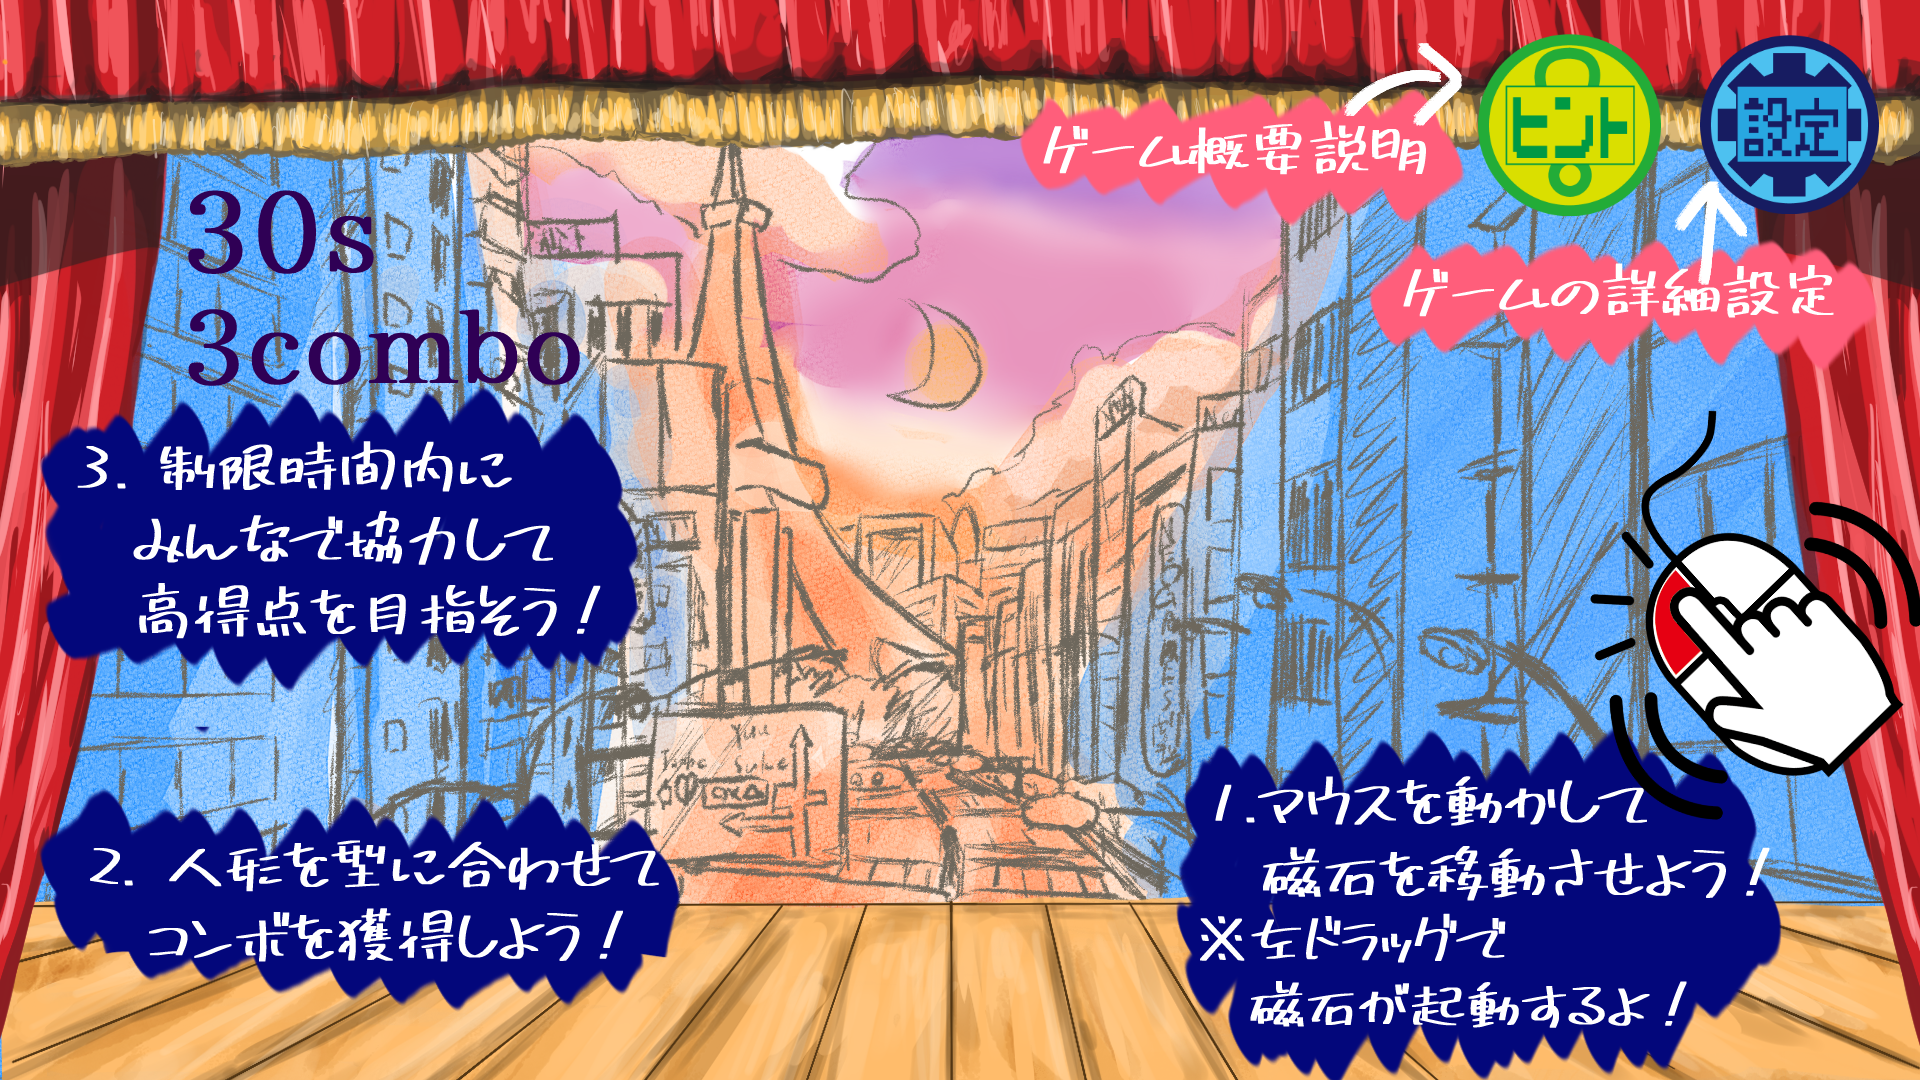 ゲーム概要説明
ヒント
設定
ゲームの詳細設定
30s
3combo
3. 制限時間内に
みんなで協力して
高得点を目指そう！
2. 人形を型に合わせて
コンボを獲得しよう！
1.マウスを動かして
磁石を移動させよう！
※左ドラッグで
磁石が起動するよ！